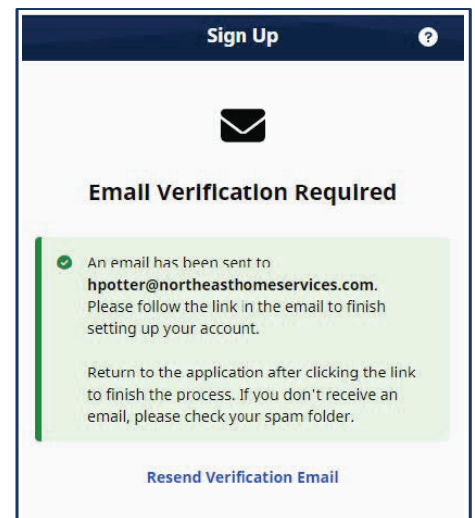 Sign Up
?
Email Verification Required
An email has been sent to
hpotter@northeasthomeservices.com.
Please follow the link in the email to finish
setting up your account.
Return to the application after clicking the link
to finish the process. If you don't receive an
email, please check your spam folder.
Resend Verification Email